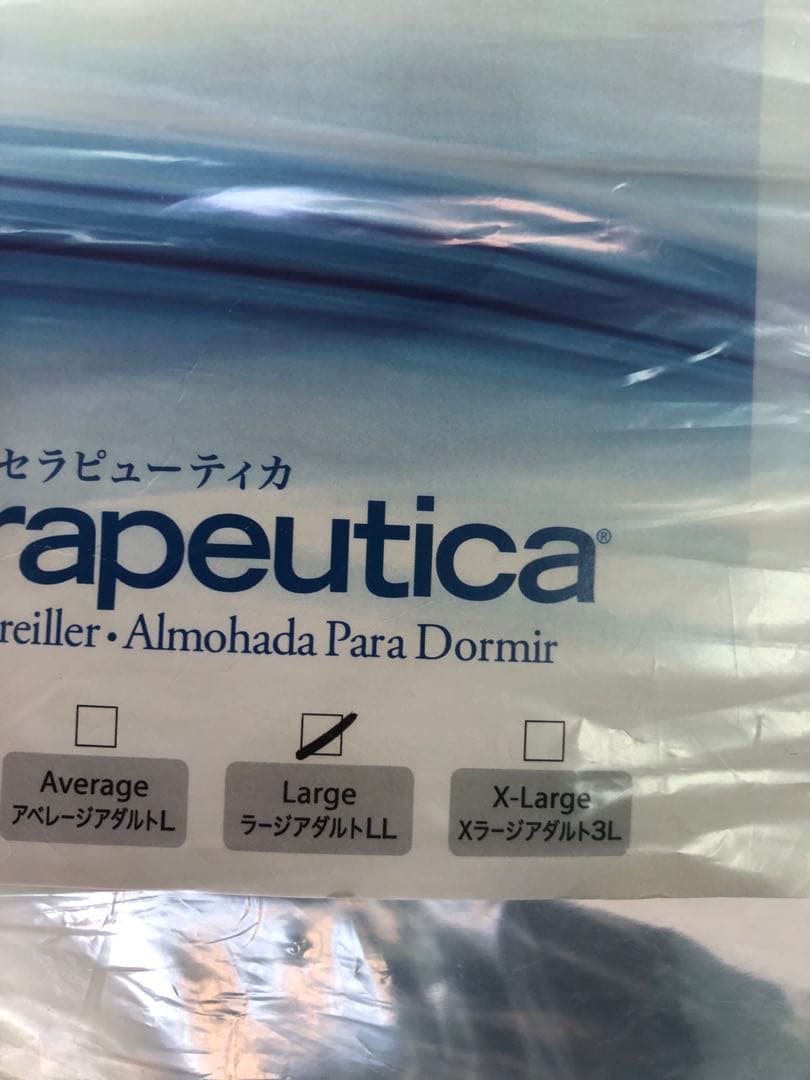 セラピューティカ
rapeutica®
reiller • Almohada Para Dormir
Average
アベレージアダルトL
Large
ラージアダルトLL
X-Large
Xラージアダルト3L